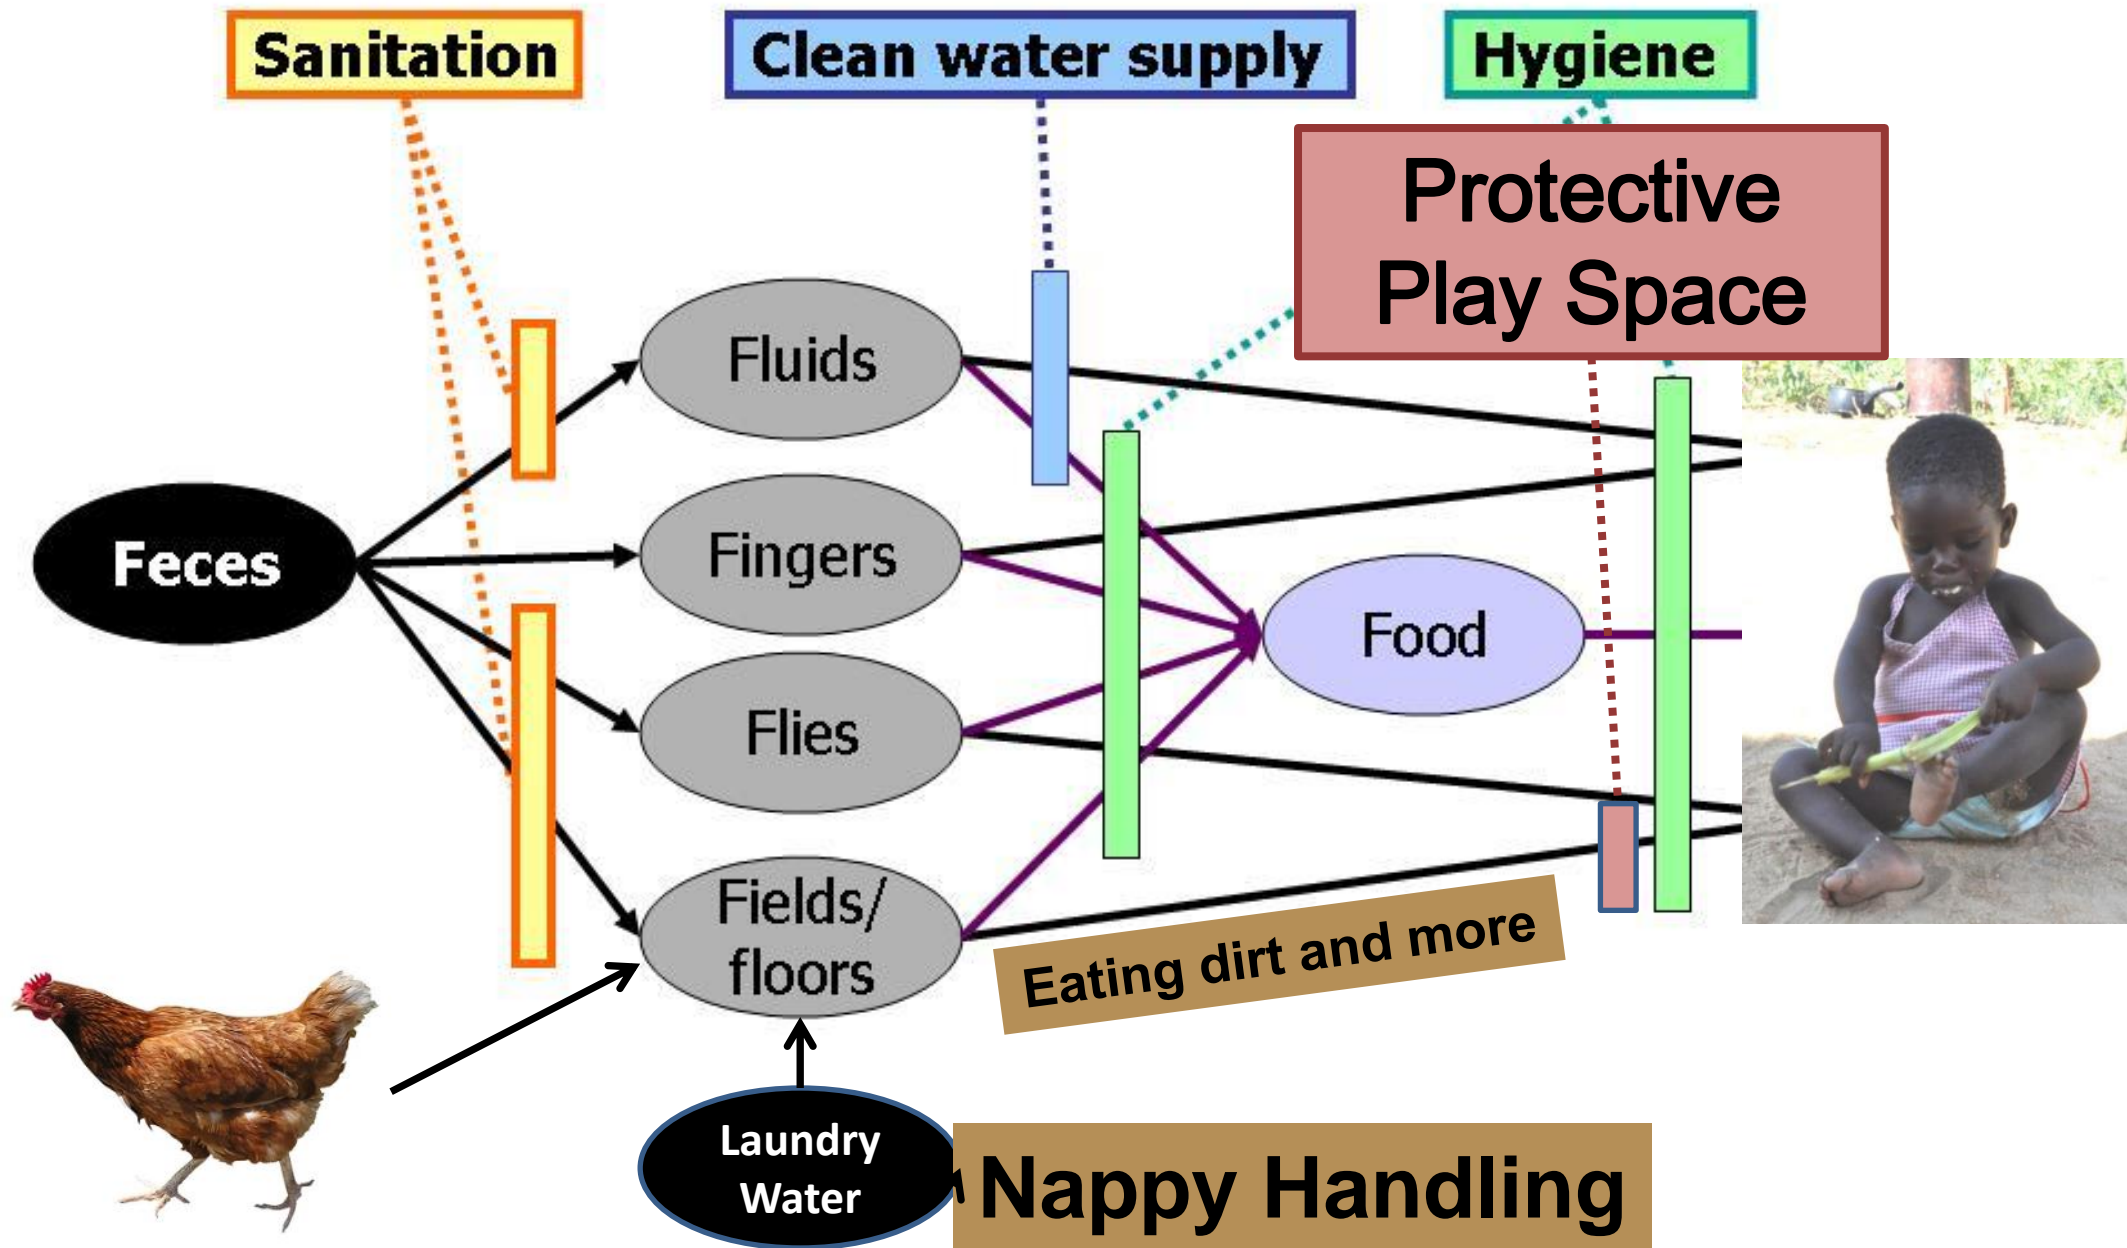 Sanitation
Clean water supply
Hygiene
Protective
Play Space
Fluids
Feces
Fingers
Food
Flies
Fields/
floors
Eating dirt and more
Laundry
Water
Nappy Handling